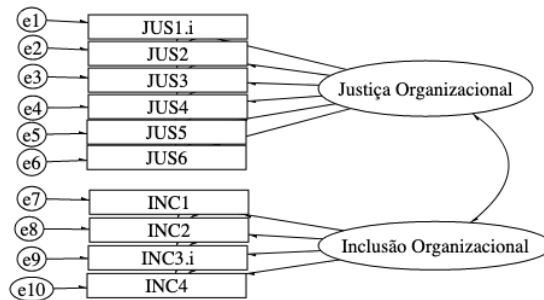 e1
JUS1.i
e2
JUS2
e3
JUS3
e4
JUS4
e5
JUS5
e6
JUS6
Justiça Organizacional
e7
INC1
e8
INC2
e9
INC3.i
e10
INC4
Inclusão Organizacional